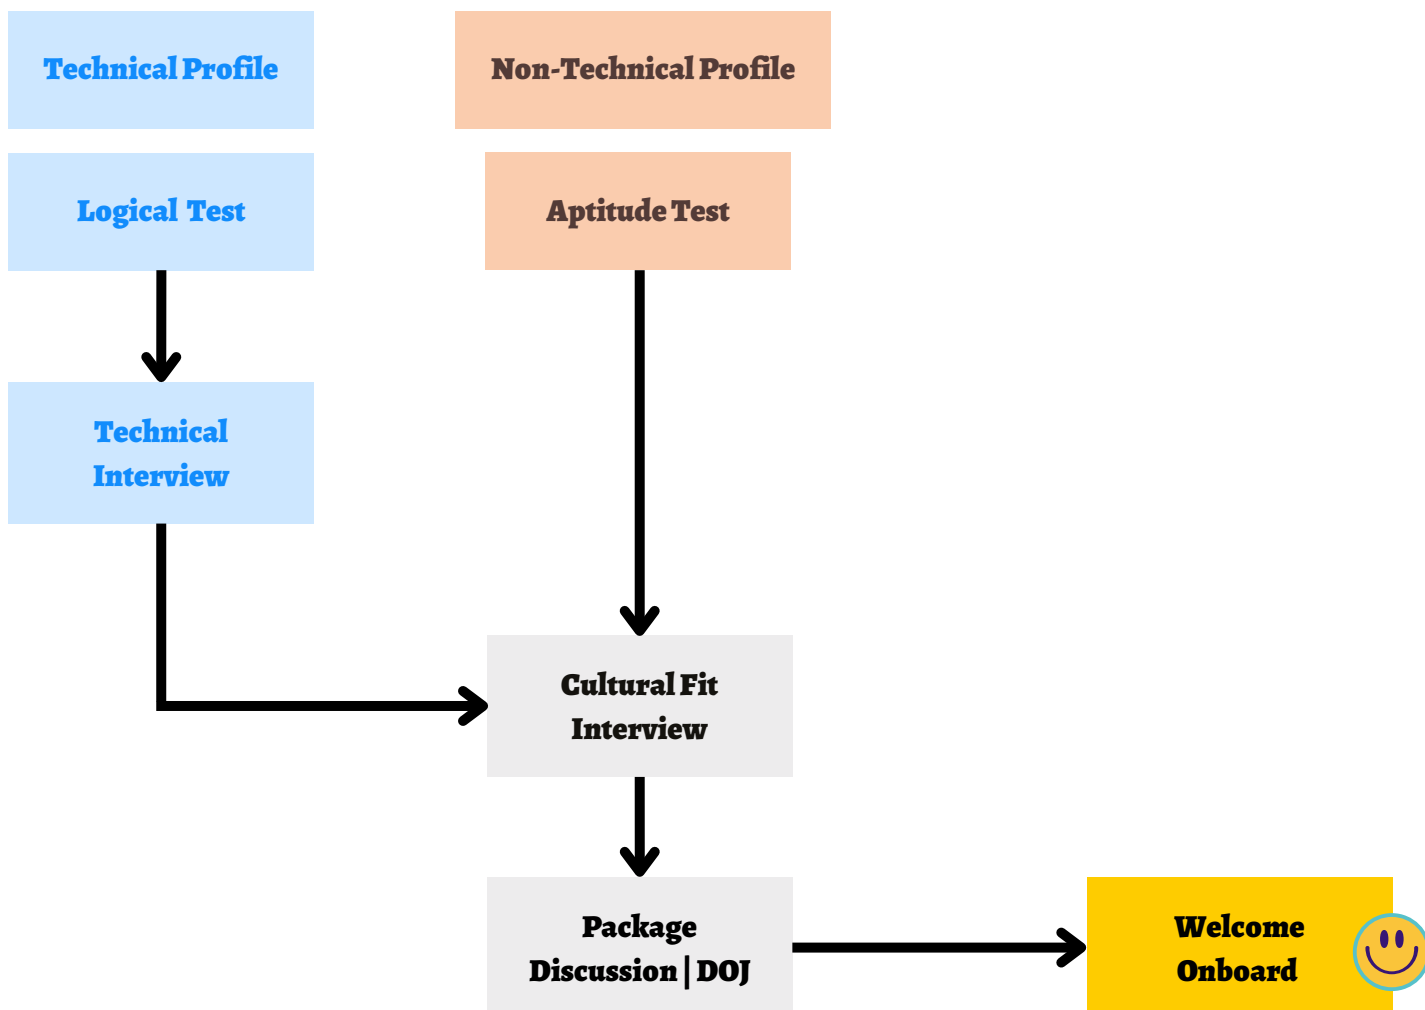 Technical Profile
Non-Technical Profile
Logical Test
Aptitude Test
Technical
Interview
Cultural Fit
Interview
Package
Discussion | DOJ
Welcome
Onboard